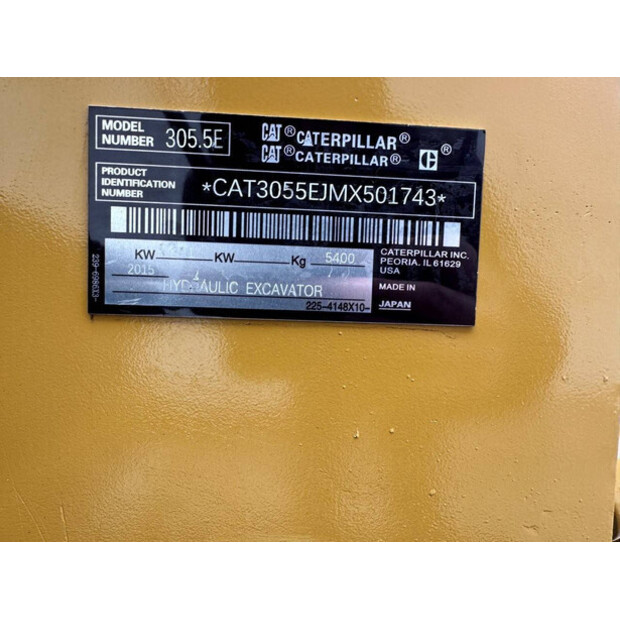 MODEL
NUMBER 305.5E
CAT® CATERPILLAR®
CAT® CATERPILLAR® C®
PRODUCT
IDENTIFICATION
NUMBER
*CAT3055EJMX501743*
KW KW Kg 5400
2015
HYDRAULIC EXCAVATOR
225-4148X10-
CATERPILLAR INC.
PEORIA, IL 61629
USA
MADE IN
JAPAN